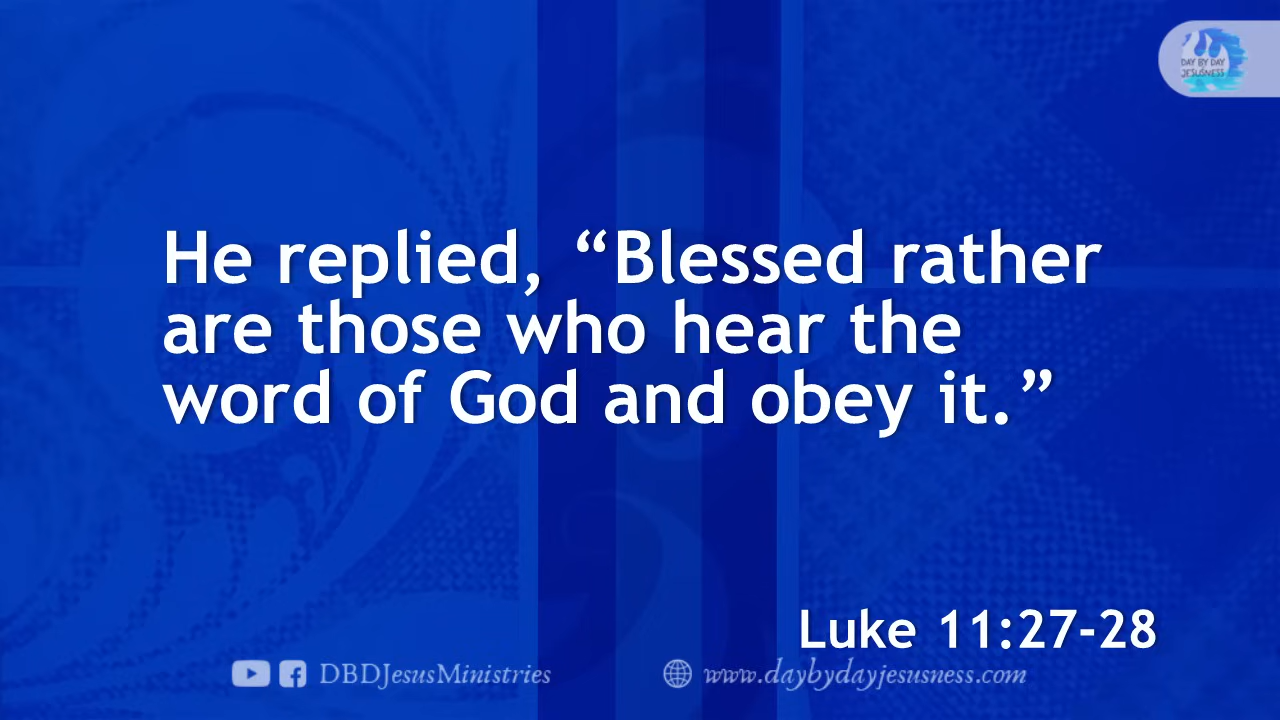 DAY BY DAY
JESUSNESS
He replied, “Blessed rather
are those who hear the
word of God and obey it.”
Luke 11:27-28
DBDJesusMinistries
www.daybydayjesusness.com